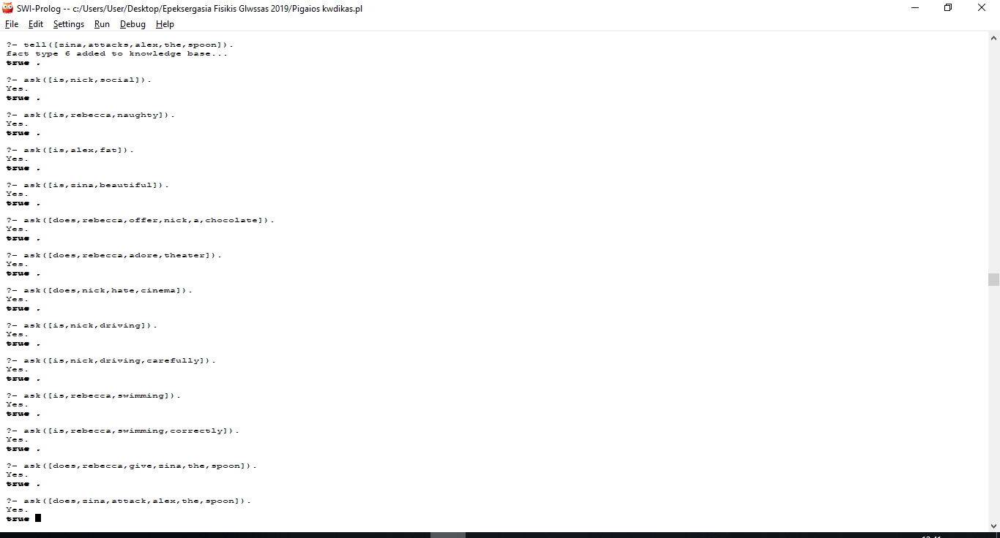 SWI-Prolog -- c:/Users/User/Desktop/Epeksergasia Fisikis Glwssas 2019/Pigaios kwdikas.pl
File Edit Settings Run Debug Help
?- tell([zina,attacks,alex,the,spoon]).
fact type 6 added to knowledge base...
true .
?- ask([is,nick,social]).
Yes.
true .
?- ask([is,rebecca,naughty]).
Yes.
true .
?- ask([is,alex,fat]).
Yes.
true .
?- ask([is,zina,beautiful]).
Yes.
true .
?- ask([does,rebecca,offer,nick,a,chocolate]).
Yes.
true .
?- ask([does,rebecca,adore,theater]).
Yes.
true .
?- ask([does,nick,hate,cinema]).
Yes.
true .
?- ask([is,nick,driving]).
Yes.
true .
?- ask([is,nick,driving,carefully]).
Yes.
true .
?- ask([is,rebecca,swimming]).
Yes.
true .
?- ask([is,rebecca,swimming,correctly]).
Yes.
true .
?- ask([does,rebecca,give,zina,the,spoon]).
Yes.
true .
?- ask([does,zina,attack,alex,the,spoon]).
Yes.
true